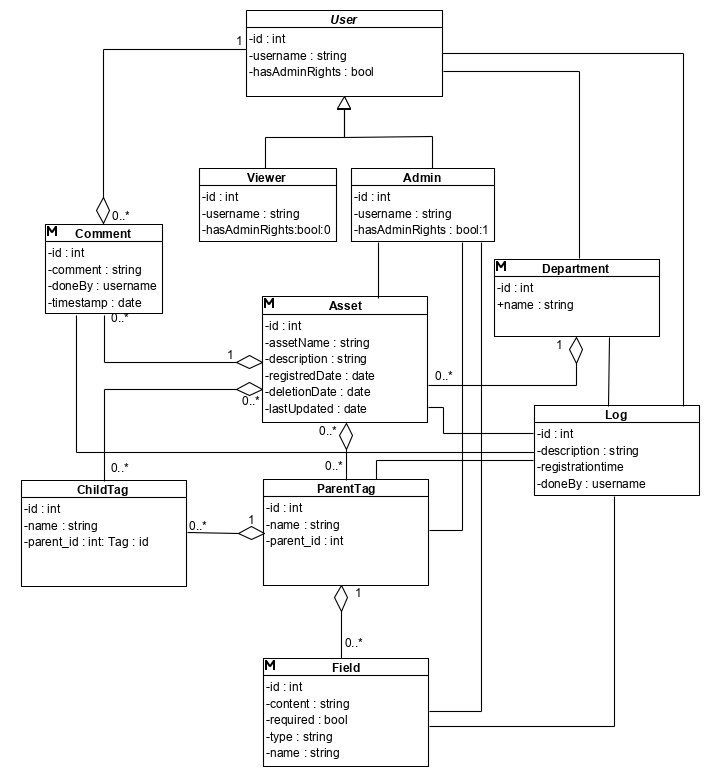 User
-id : int
-username : string
-hasAdminRights : bool
1
Viewer
-id : int
-username : string
-hasAdminRights:bool:0
Admin
-id : int
-username : string
-hasAdminRights : bool:1
0..*
M
Comment
-id : int
-comment : string
-doneBy : username
-timestamp : date
0..*
M
Department
-id : int
+name : string
1
M
Asset
-id : int
-assetName : string
-description : string
-registredDate : date
-deletionDate : date
-lastUpdated : date
1
0..*
0..*
0..*
Log
-id : int
-description : string
-registrationtime
-doneBy : username
0..*
0..*
ChildTag
-id : int
-name : string
-parent_id : int: Tag : id
0..*
1
ParentTag
-id : int
-name : string
-parent_id : int
1
0..*
M
Field
-id : int
-content : string
-required : bool
-type : string
-name : string